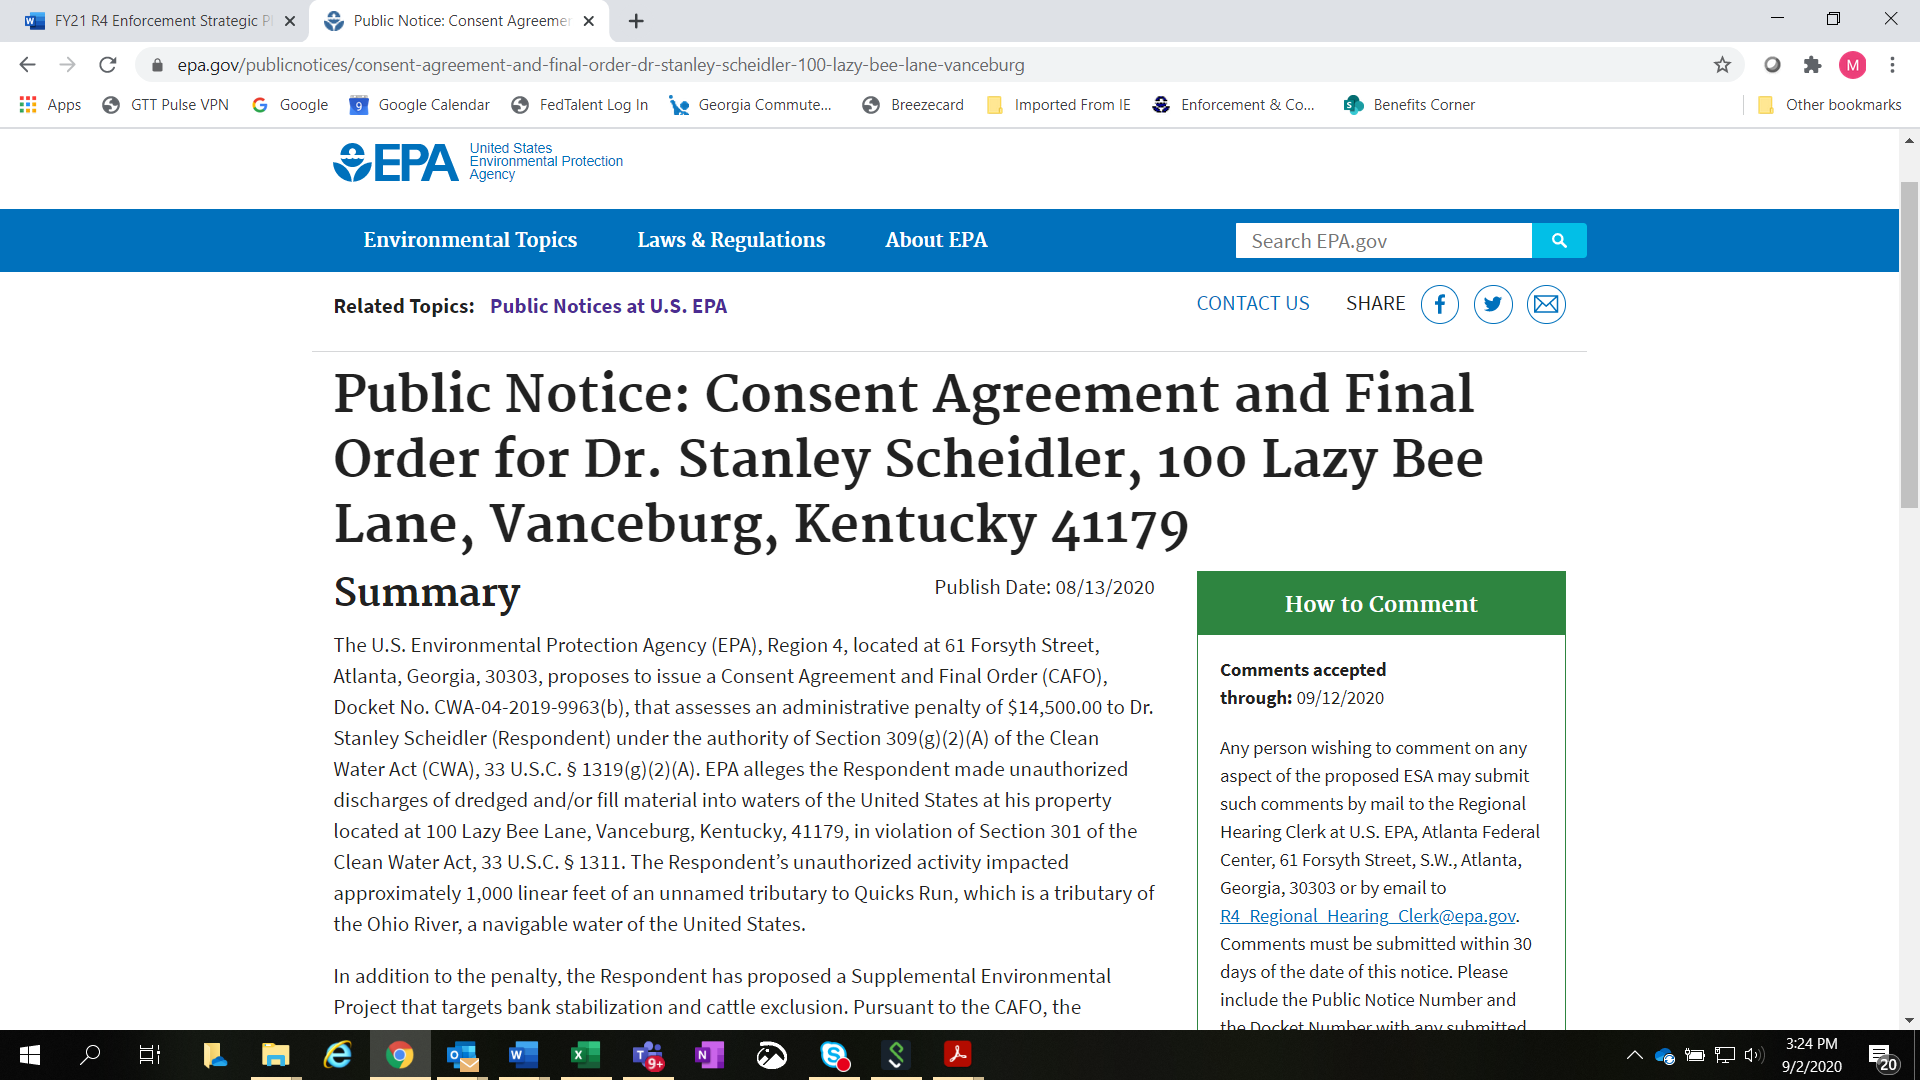 FY21 R4 Enforcement Strategic Pl
Public Notice: Consent Agreemen
epa.gov/publicnotices/consent-agreement-and-final-order-dr-stanley-scheidler-100-lazy-bee-lane-vanceburg
M
Apps
GTT Pulse VPN
Google
Google Calendar
FedTalent Log In
Georgia Commute...
Breezecard
Imported From IE
Enforcement & Co...
Benefits Corner
Other bookmarks
EPA
United States
Environmental Protection
Agency
Environmental Topics
Laws & Regulations
About EPA
Search EPA.gov
Related Topics: Public Notices at U.S. EPA
CONTACT US
SHARE
Public Notice: Consent Agreement and Final
Order for Dr. Stanley Scheidler, 100 Lazy Bee
Lane, Vanceburg, Kentucky 41179
Summary
Publish Date: 08/13/2020
The U.S. Environmental Protection Agency (EPA), Region 4, located at 61 Forsyth Street,
Atlanta, Georgia, 30303, proposes to issue a Consent Agreement and Final Order (CAFO),
Docket No. CWA-04-2019-9963(b), that assesses an administrative penalty of $14,500.00 to Dr.
Stanley Scheidler (Respondent) under the authority of Section 309(g)(2)(A) of the Clean
Water Act (CWA), 33 U.S.C. § 1319(g)(2)(A). EPA alleges the Respondent made unauthorized
discharges of dredged and/or fill material into waters of the United States at his property
located at 100 Lazy Bee Lane, Vanceburg, Kentucky, 41179, in violation of Section 301 of the
Clean Water Act, 33 U.S.C. § 1311. The Respondent’s unauthorized activity impacted
approximately 1,000 linear feet of an unnamed tributary to Quicks Run, which is a tributary of
the Ohio River, a navigable water of the United States.
In addition to the penalty, the Respondent has proposed a Supplemental Environmental
Project that targets bank stabilization and cattle exclusion. Pursuant to the CAFO, the
How to Comment
Comments accepted
through: 09/12/2020
Any person wishing to comment on any
aspect of the proposed ESA may submit
such comments by mail to the Regional
Hearing Clerk at U.S. EPA, Atlanta Federal
Center, 61 Forsyth Street, S.W., Atlanta,
Georgia, 30303 or by email to
R4_Regional_Hearing_Clerk@epa.gov.
Comments must be submitted within 30
days of the date of this notice. Please
include the Public Notice Number and
the Docket Number with any submitted
9+
3:24 PM
9/2/2020
20